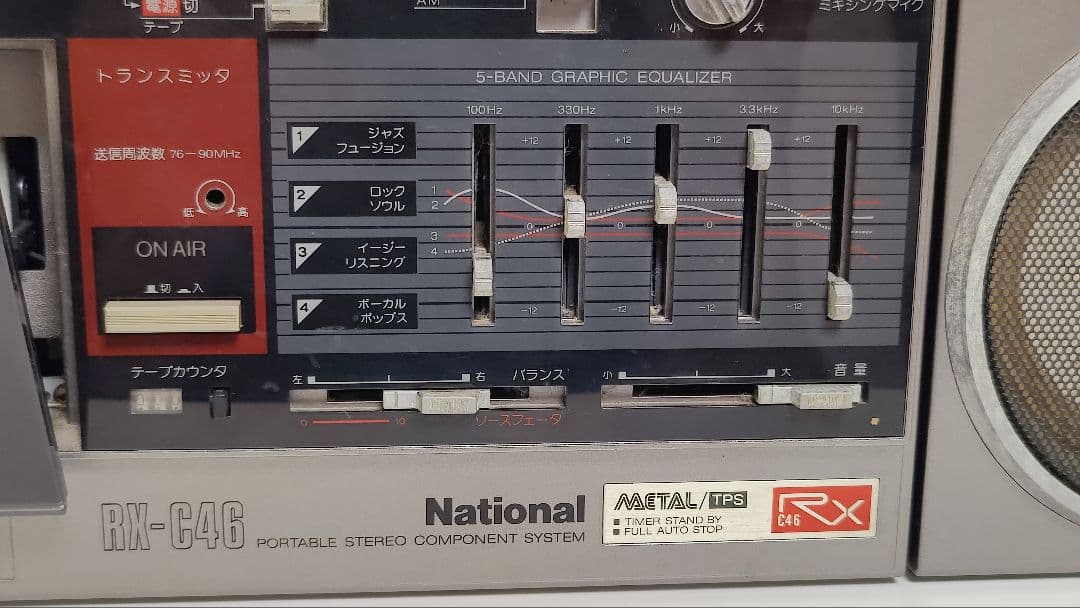 電源 切
テープ
AM
小 大
ミキシングマイク
トランスミッタ
送信周波数 76-90MHz
低 高
ON AIR
切 入
5-BAND GRAPHIC EQUALIZER
100Hz 330Hz 1kHz 3.3kHz 10kHz
+12 +12 +12 +12
0 0 0 0
-12 -12 -12 -12
1 ジャズ
フュージョン
2 ロック
ソウル
3 イージー
リスニング
4 ボーカル
ポップス
1
2
3
4
テープカウンタ
左 右 バランス
0 10 ソースフェーダ
小 大 音量
RX-C46
National
PORTABLE STEREO COMPONENT SYSTEM
METAL/TPS
■ TIMER STAND BY
■ FULL AUTO STOP
C46 Rx